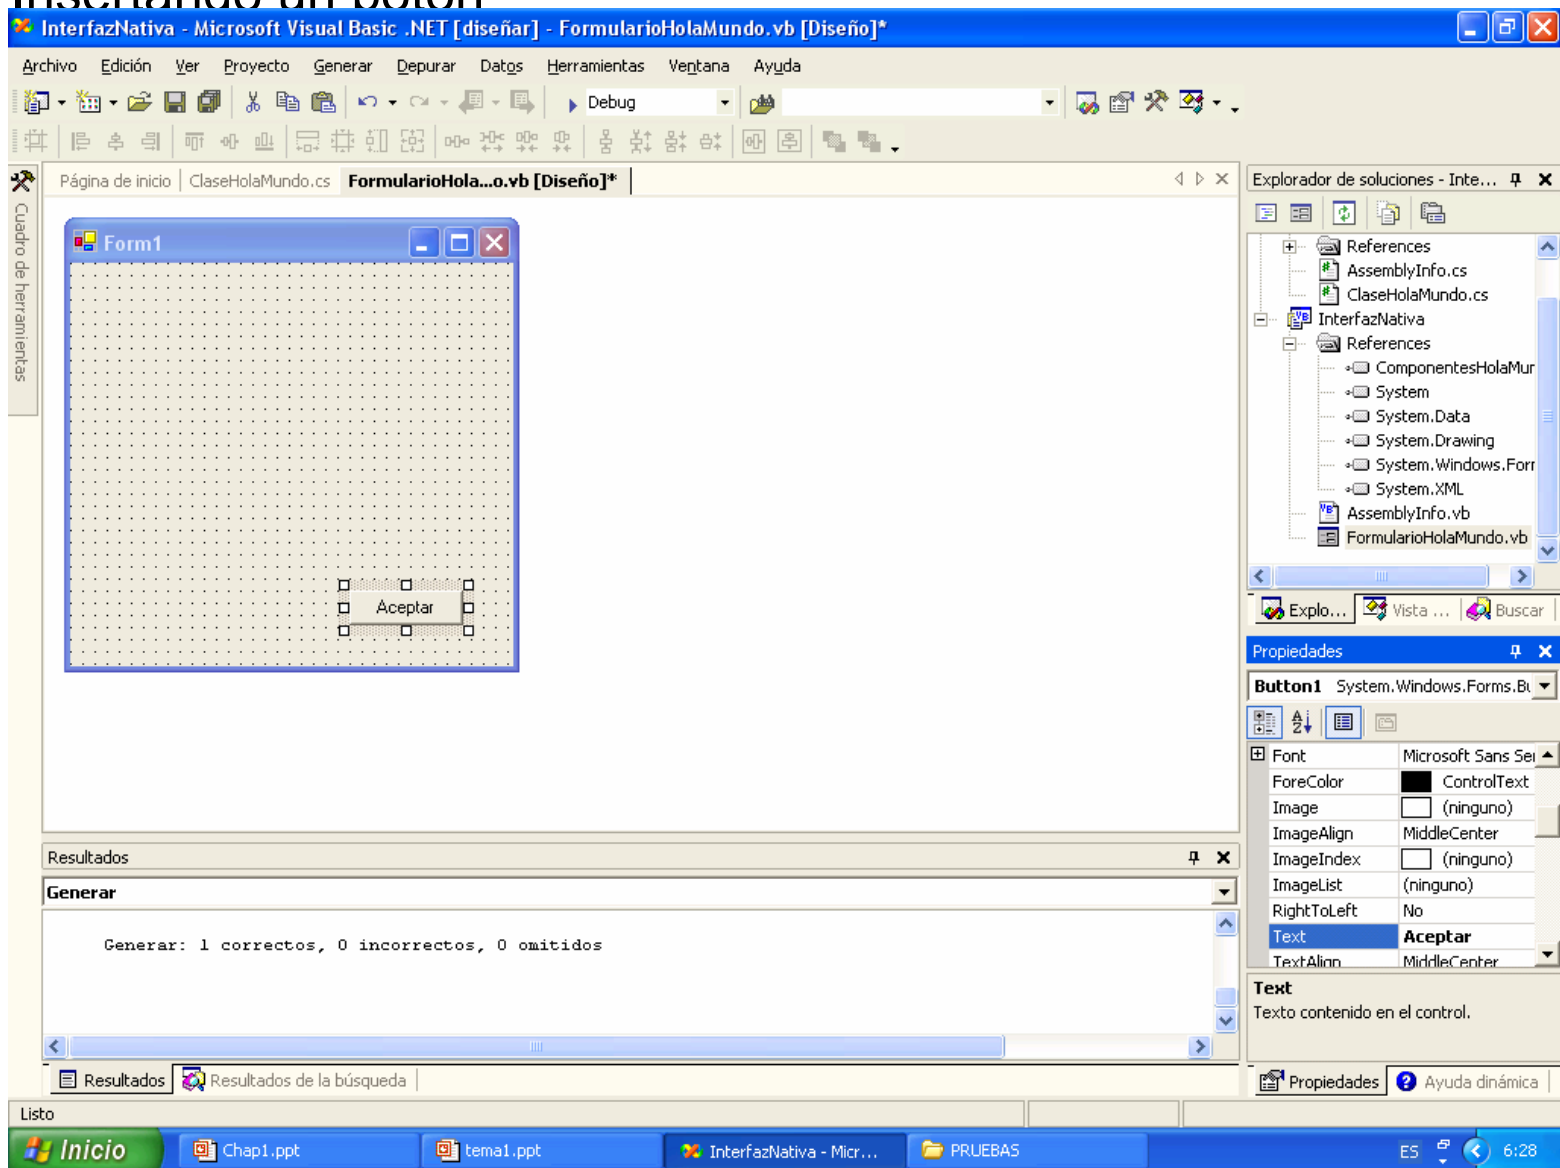 Insertando un botón
InterfazNativa - Microsoft Visual Basic .NET [diseñar] - FormularioHolaMundo.vb [Diseño]*
Archivo Edición Ver Proyecto Generar Depurar Datos Herramientas Ventana Ayuda
Debug
Página de inicio ClaseHolaMundo.cs FormularioHola...o.vb [Diseño]*
Cuadro de herramientas
Form1
Aceptar
Explorador de soluciones - Inte...
References
AssemblyInfo.cs
ClaseHolaMundo.cs
InterfazNativa
References
ComponentesHolaMur
System
System.Data
System.Drawing
System.Windows.Forr
System.XML
AssemblyInfo.vb
FormularioHolaMundo.vb
Explo... Vista ... Buscar
Propiedades
Button1 System.Windows.Forms.Bu
Font Microsoft Sans Ser
ForeColor ControlText
Image (ninguno)
ImageAlign MiddleCenter
ImageIndex (ninguno)
ImageList (ninguno)
RightToLeft No
Text Aceptar
TextAlign MiddleCenter
Text
Texto contenido en el control.
Propiedades Ayuda dinámica
Resultados
Generar
Generar: 1 correctos, 0 incorrectos, 0 omitidos
Resultados Resultados de la búsqueda
Listo
Inicio Chap1.ppt tema1.ppt InterfazNativa - Micr... PRUEBAS ES 6:28